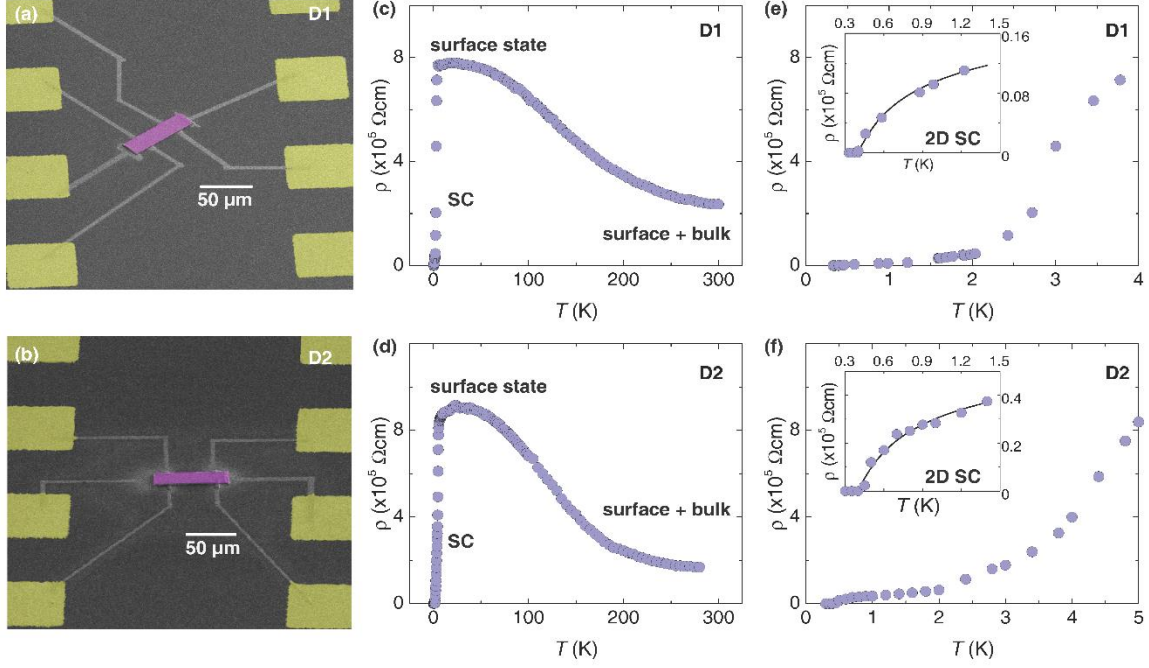 (a)
D1
50 μm
(b)
D2
50 μm
(c)
D1
surface state
SC
surface + bulk
ρ (x10⁵ Ωcm)
8
4
0
0 100 200 300
T (K)
(d)
D2
surface state
SC
surface + bulk
ρ (x10⁵ Ωcm)
8
4
0
0 100 200 300
T (K)
(e)
D1
0.3 0.6 0.9 1.2 1.5
0.16
0.08
0
ρ (x10⁵ Ωcm)
T (K)
2D SC
ρ (x10⁵ Ωcm)
8
4
0
0 1 2 3 4
T (K)
(f)
D2
0.3 0.6 0.9 1.2 1.5
0.4
0.2
0
ρ (x10⁵ Ωcm)
T (K)
2D SC
ρ (x10⁵ Ωcm)
8
4
0
0 1 2 3 4 5
T (K)